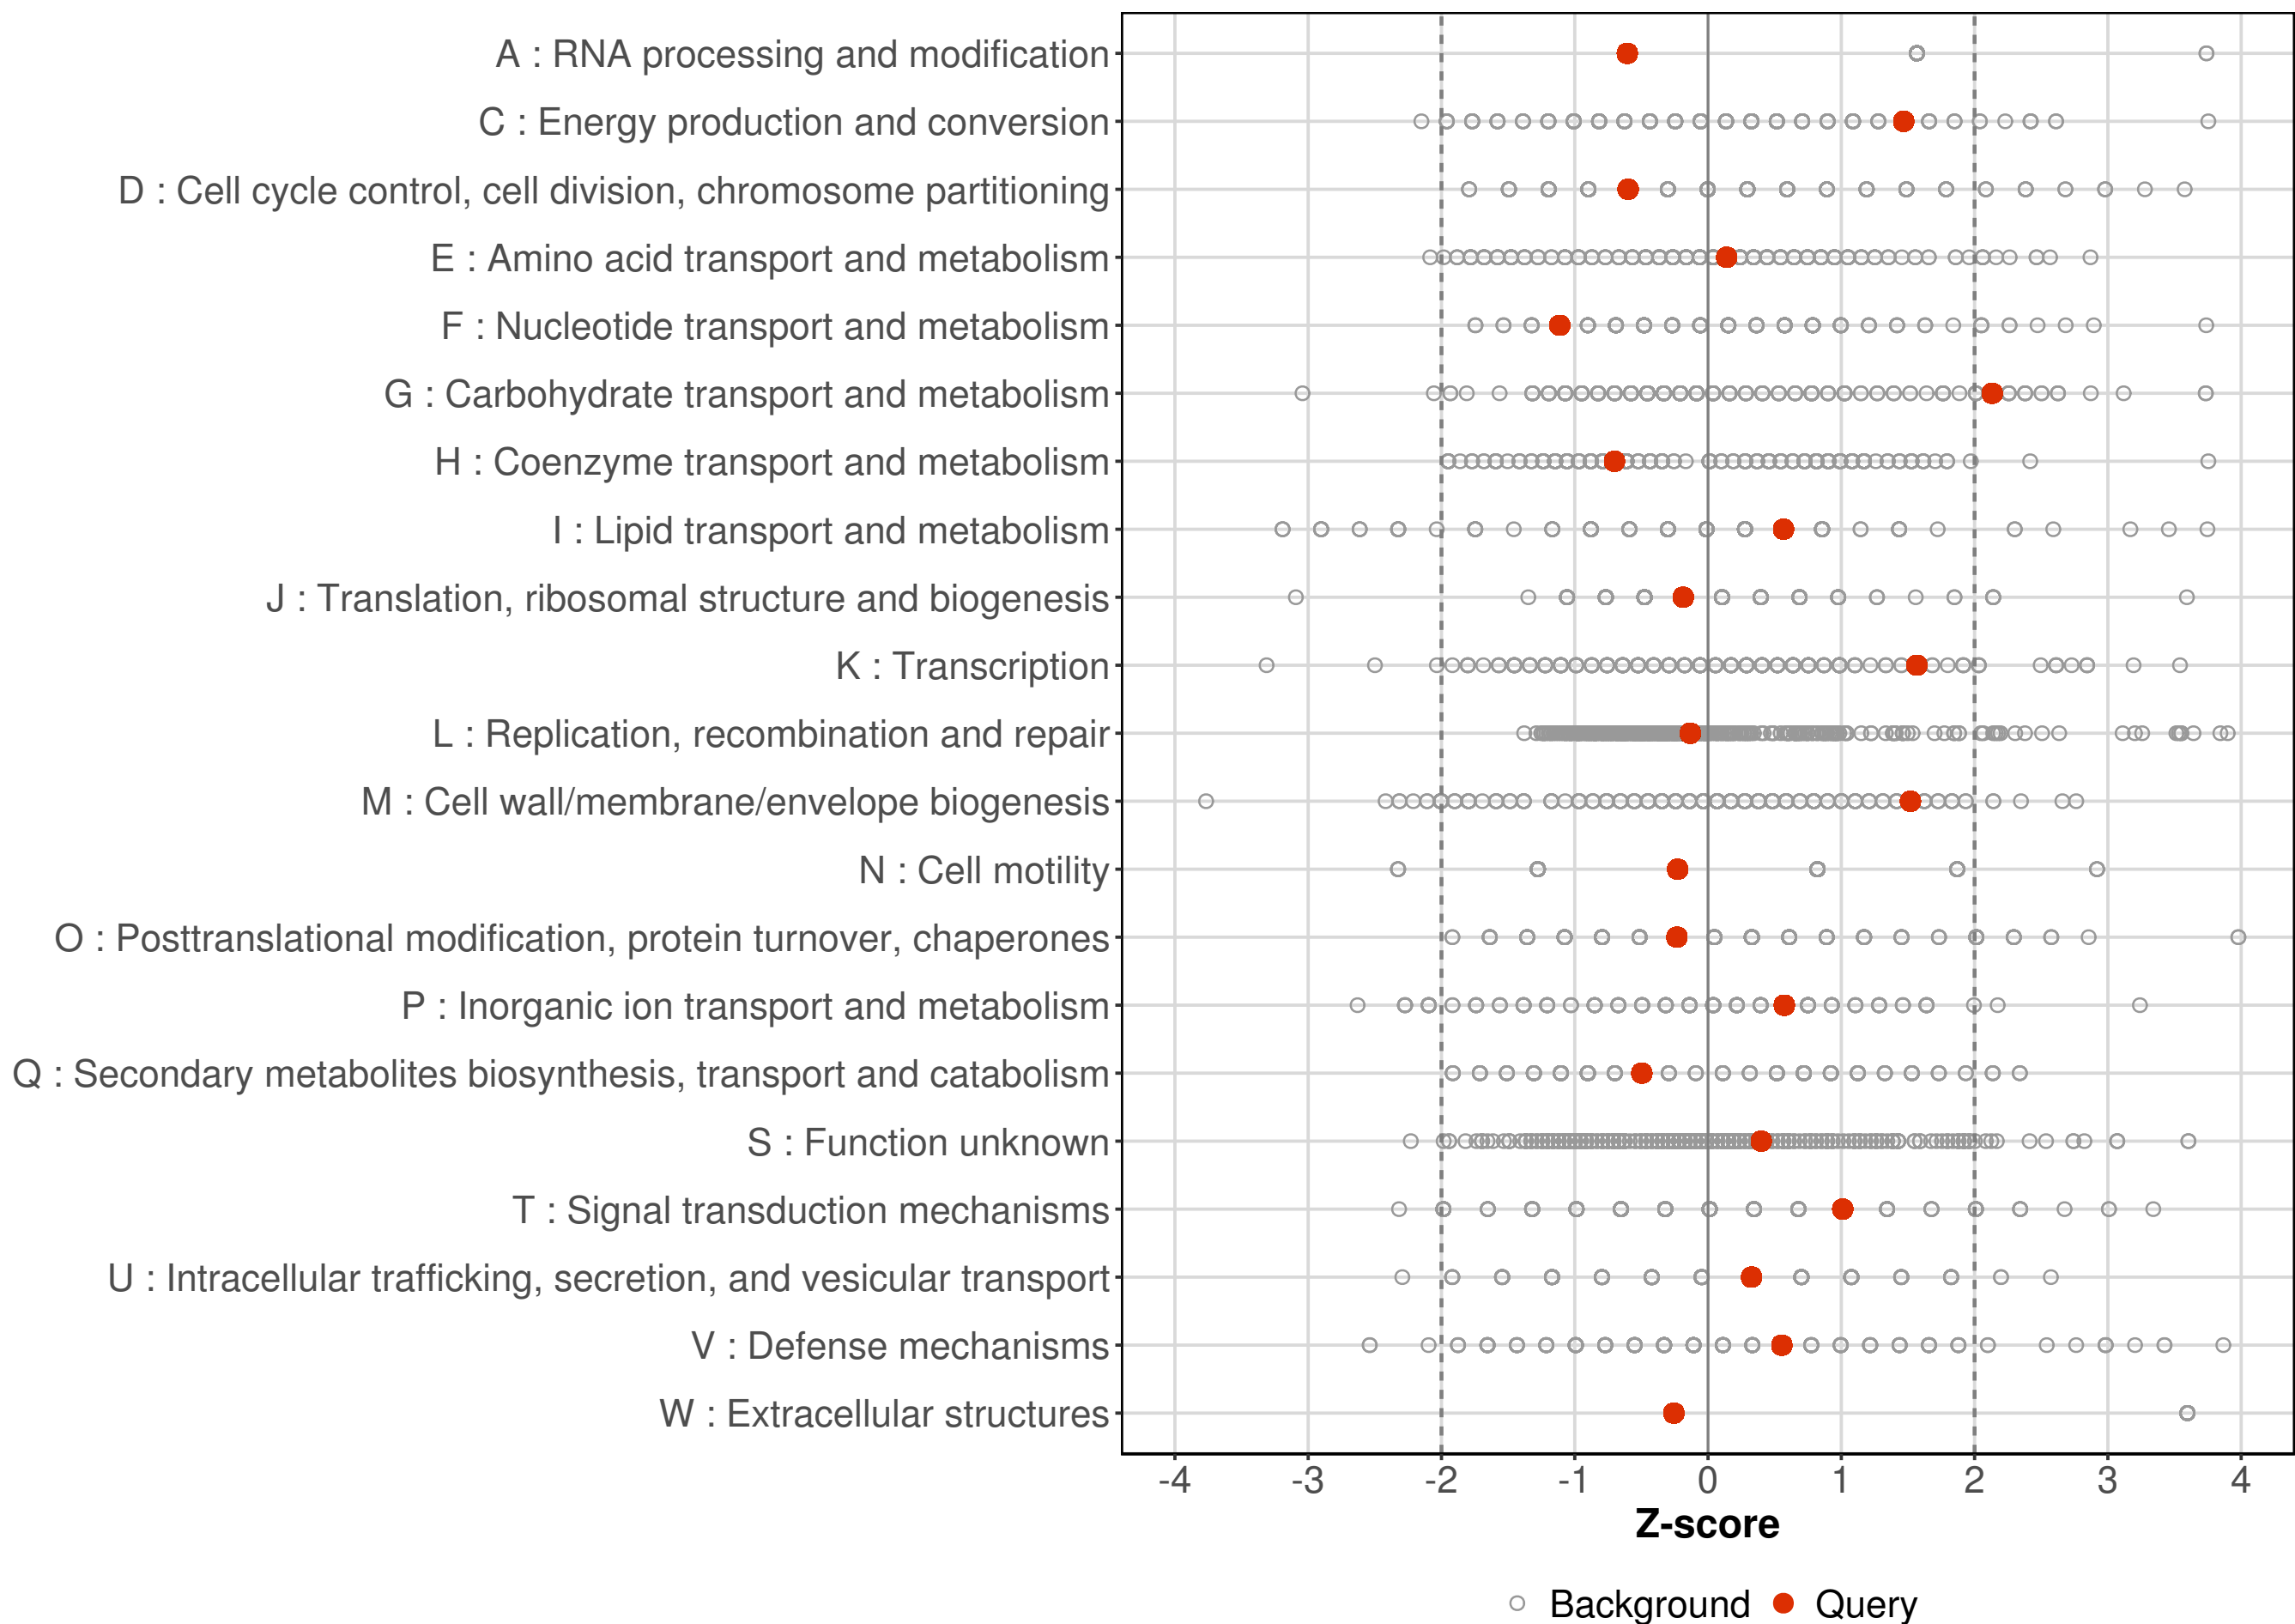 A : RNA processing and modification
C : Energy production and conversion
D : Cell cycle control, cell division, chromosome partitioning
E : Amino acid transport and metabolism
F : Nucleotide transport and metabolism
G : Carbohydrate transport and metabolism
H : Coenzyme transport and metabolism
I : Lipid transport and metabolism
J : Translation, ribosomal structure and biogenesis
K : Transcription
L : Replication, recombination and repair
M : Cell wall/membrane/envelope biogenesis
N : Cell motility
O : Posttranslational modification, protein turnover, chaperones
P : Inorganic ion transport and metabolism
Q : Secondary metabolites biosynthesis, transport and catabolism
S : Function unknown
T : Signal transduction mechanisms
U : Intracellular trafficking, secretion, and vesicular transport
V : Defense mechanisms
W : Extracellular structures
-4 -3 -2 -1 0 1 2 3 4
Z-score
Background Query